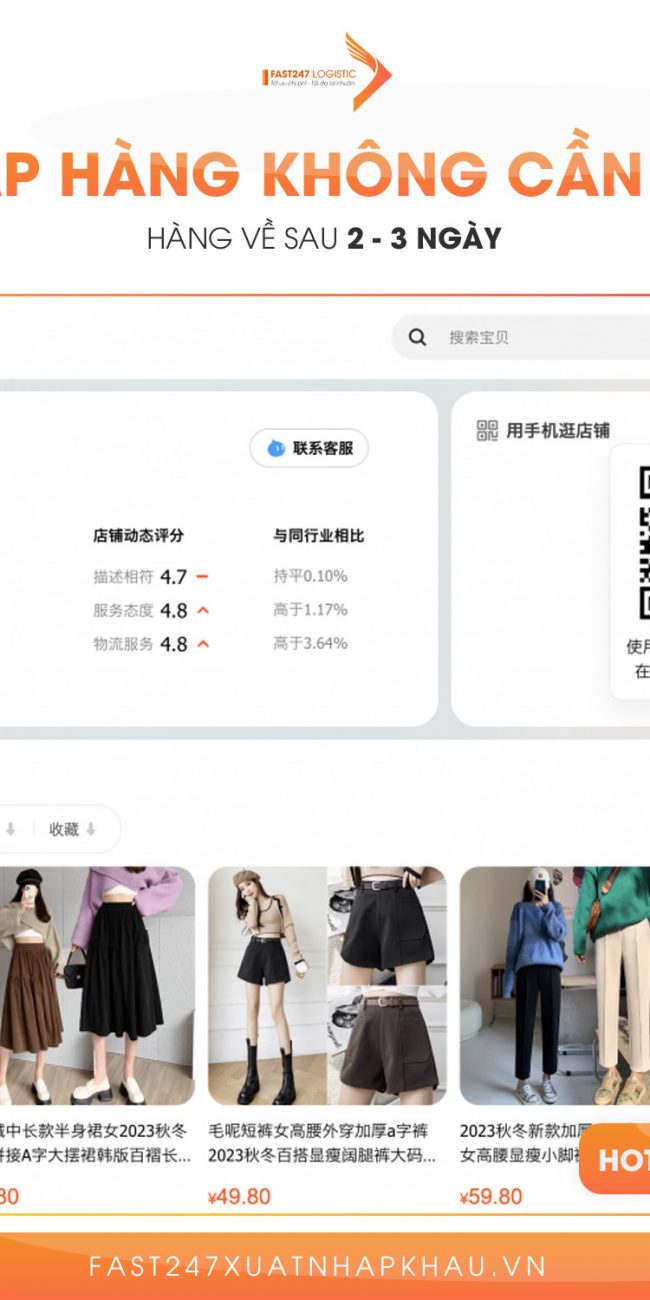 FAST247 LOGISTIC
Tối ưu chi phí - Tối đa lợi nhuận
ẬP HÀNG KHÔNG CẦN
HÀNG VỀ SAU 2 - 3 NGÀY
搜索宝贝
联系客服
用手机逛店铺
店铺动态评分 与同行业相比
描述相符 4.7 持平0.10%
服务态度 4.8 高于1.17%
物流服务 4.8 高于3.64%
使用
在
收藏
中长款半身裙女2023秋冬
拼接A字大摆裙韩版百褶长...
80
毛呢短裤女高腰外穿加厚a字裤
2023秋冬百搭显瘦阔腿裤大码...
¥49.80
2023秋冬新款加厚
女高腰显瘦小脚裤
¥59.80
HOT
FAST247XUATNHAPKHAU.VN